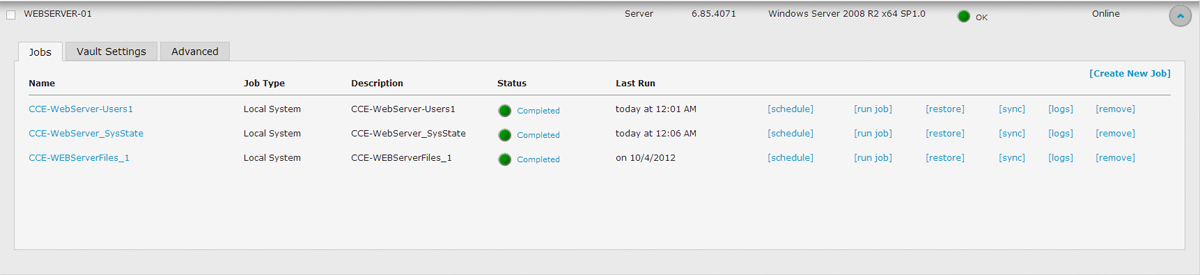 WEBSERVER-01 Server 6.85.4071 Windows Server 2008 R2 x64 SP1.0 OK Online
Jobs Vault Settings Advanced
[Create New Job]
Name Job Type Description Status Last Run
CCE-WebServer-Users1 Local System CCE-WebServer-Users1 Completed today at 12:01 AM [schedule] [run job] [restore] [sync] [logs] [remove]
CCE-WebServer_SysState Local System CCE-WebServer_SysState Completed today at 12:06 AM [schedule] [run job] [restore] [sync] [logs] [remove]
CCE-WEBServerFiles_1 Local System CCE-WEBServerFiles_1 Completed on 10/4/2012 [schedule] [run job] [restore] [sync] [logs] [remove]